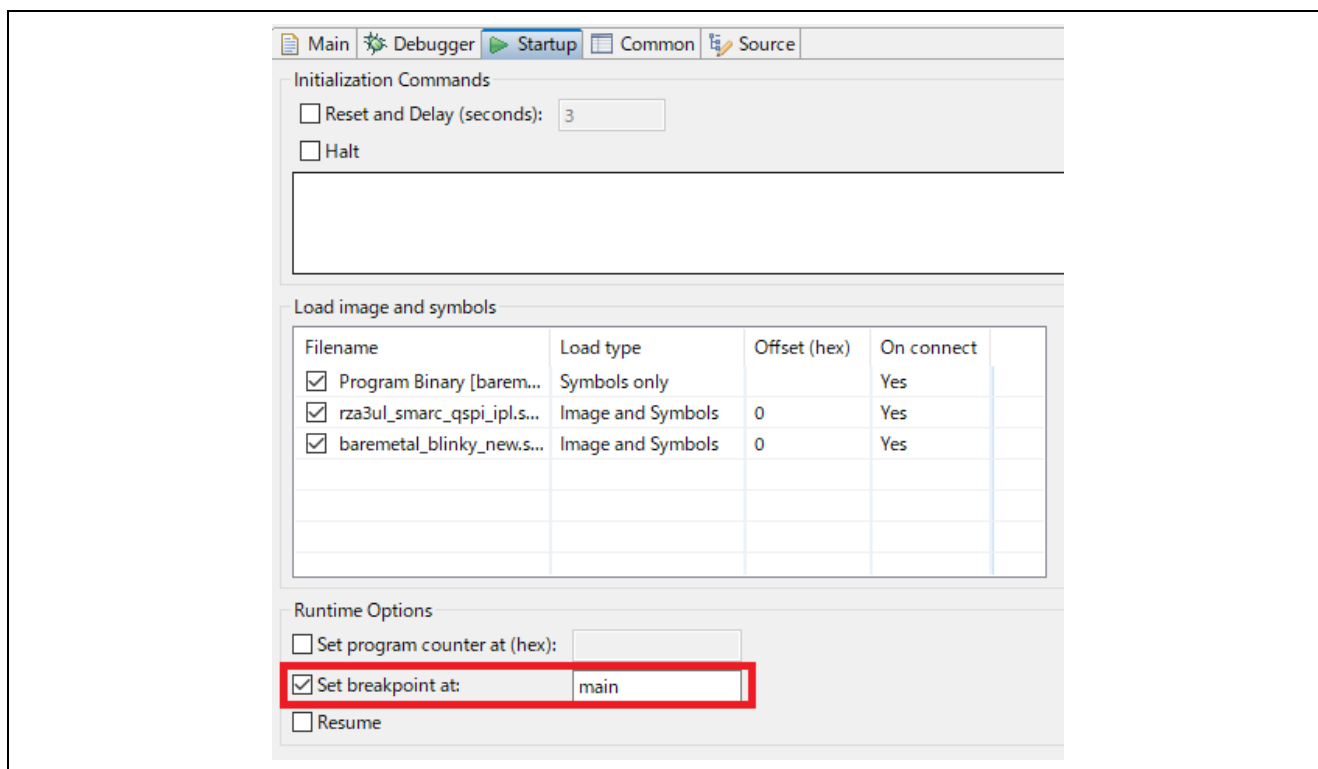 Main Debugger Startup Common Source
Initialization Commands
Reset and Delay (seconds): 3
Halt
Load image and symbols
Filename Load type Offset (hex) On connect
Program Binary [barem... Symbols only Yes
rza3ul_smarc_qspi_ipl.s... Image and Symbols 0 Yes
baremetal_blinky_new.s... Image and Symbols 0 Yes
Runtime Options
Set program counter at (hex):
Set breakpoint at: main
Resume